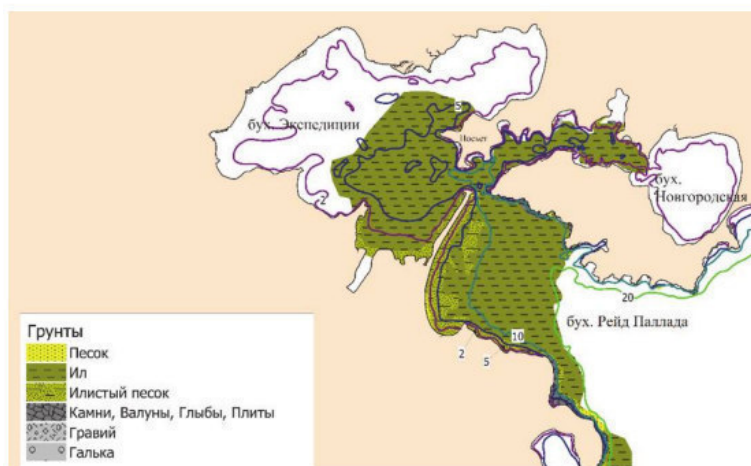 5
бух. Экспедиции
Посьет
бух.
Новгородская
2
20
бух. Рейд Паллада
10
2
5
Грунты
Песок
Ил
Илистый песок
Камни, Валуны, Глыбы, Плиты
Гравий
Галька